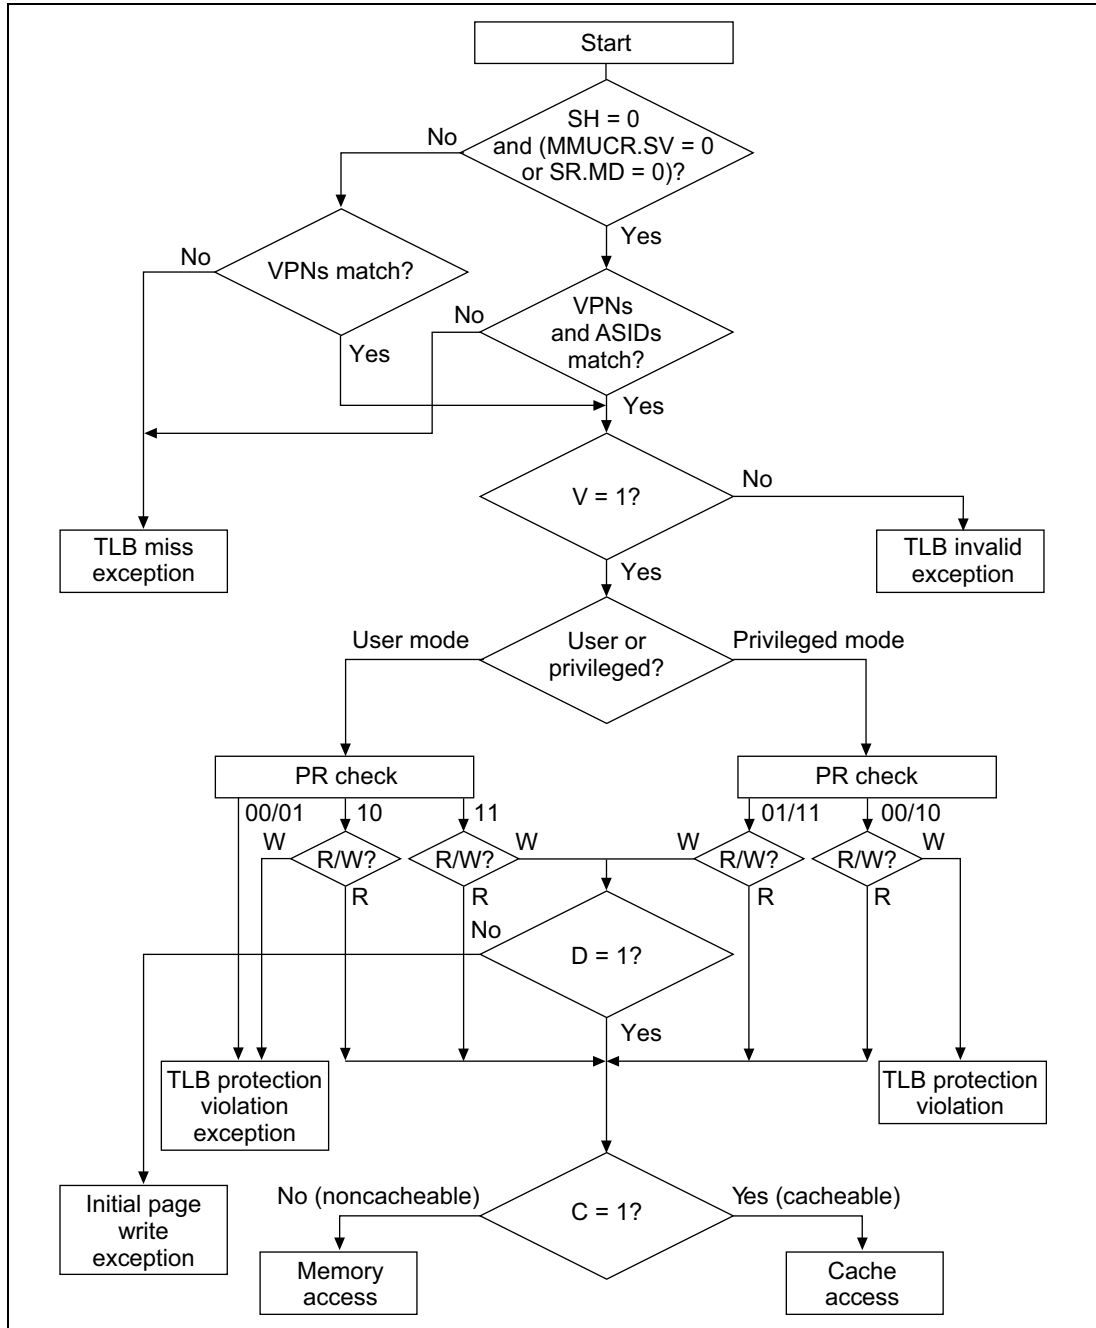 Start
SH = 0
and (MMUCR.SV = 0
or SR.MD = 0)?
No
Yes
VPNs match?
No
Yes
VPNs
and ASIDs
match?
No
Yes
V = 1?
No
Yes
TLB miss
exception
TLB invalid
exception
User mode
User or
privileged?
Privileged mode
PR check
PR check
00/01
10
11
01/11
00/10
W
R/W?
R
R/W?
W
R
W
R/W?
R
R/W?
W
R
No
D = 1?
Yes
TLB protection
violation
exception
TLB protection
violation
Initial page
write
exception
No (noncacheable)
C = 1?
Yes (cacheable)
Memory
access
Cache
access